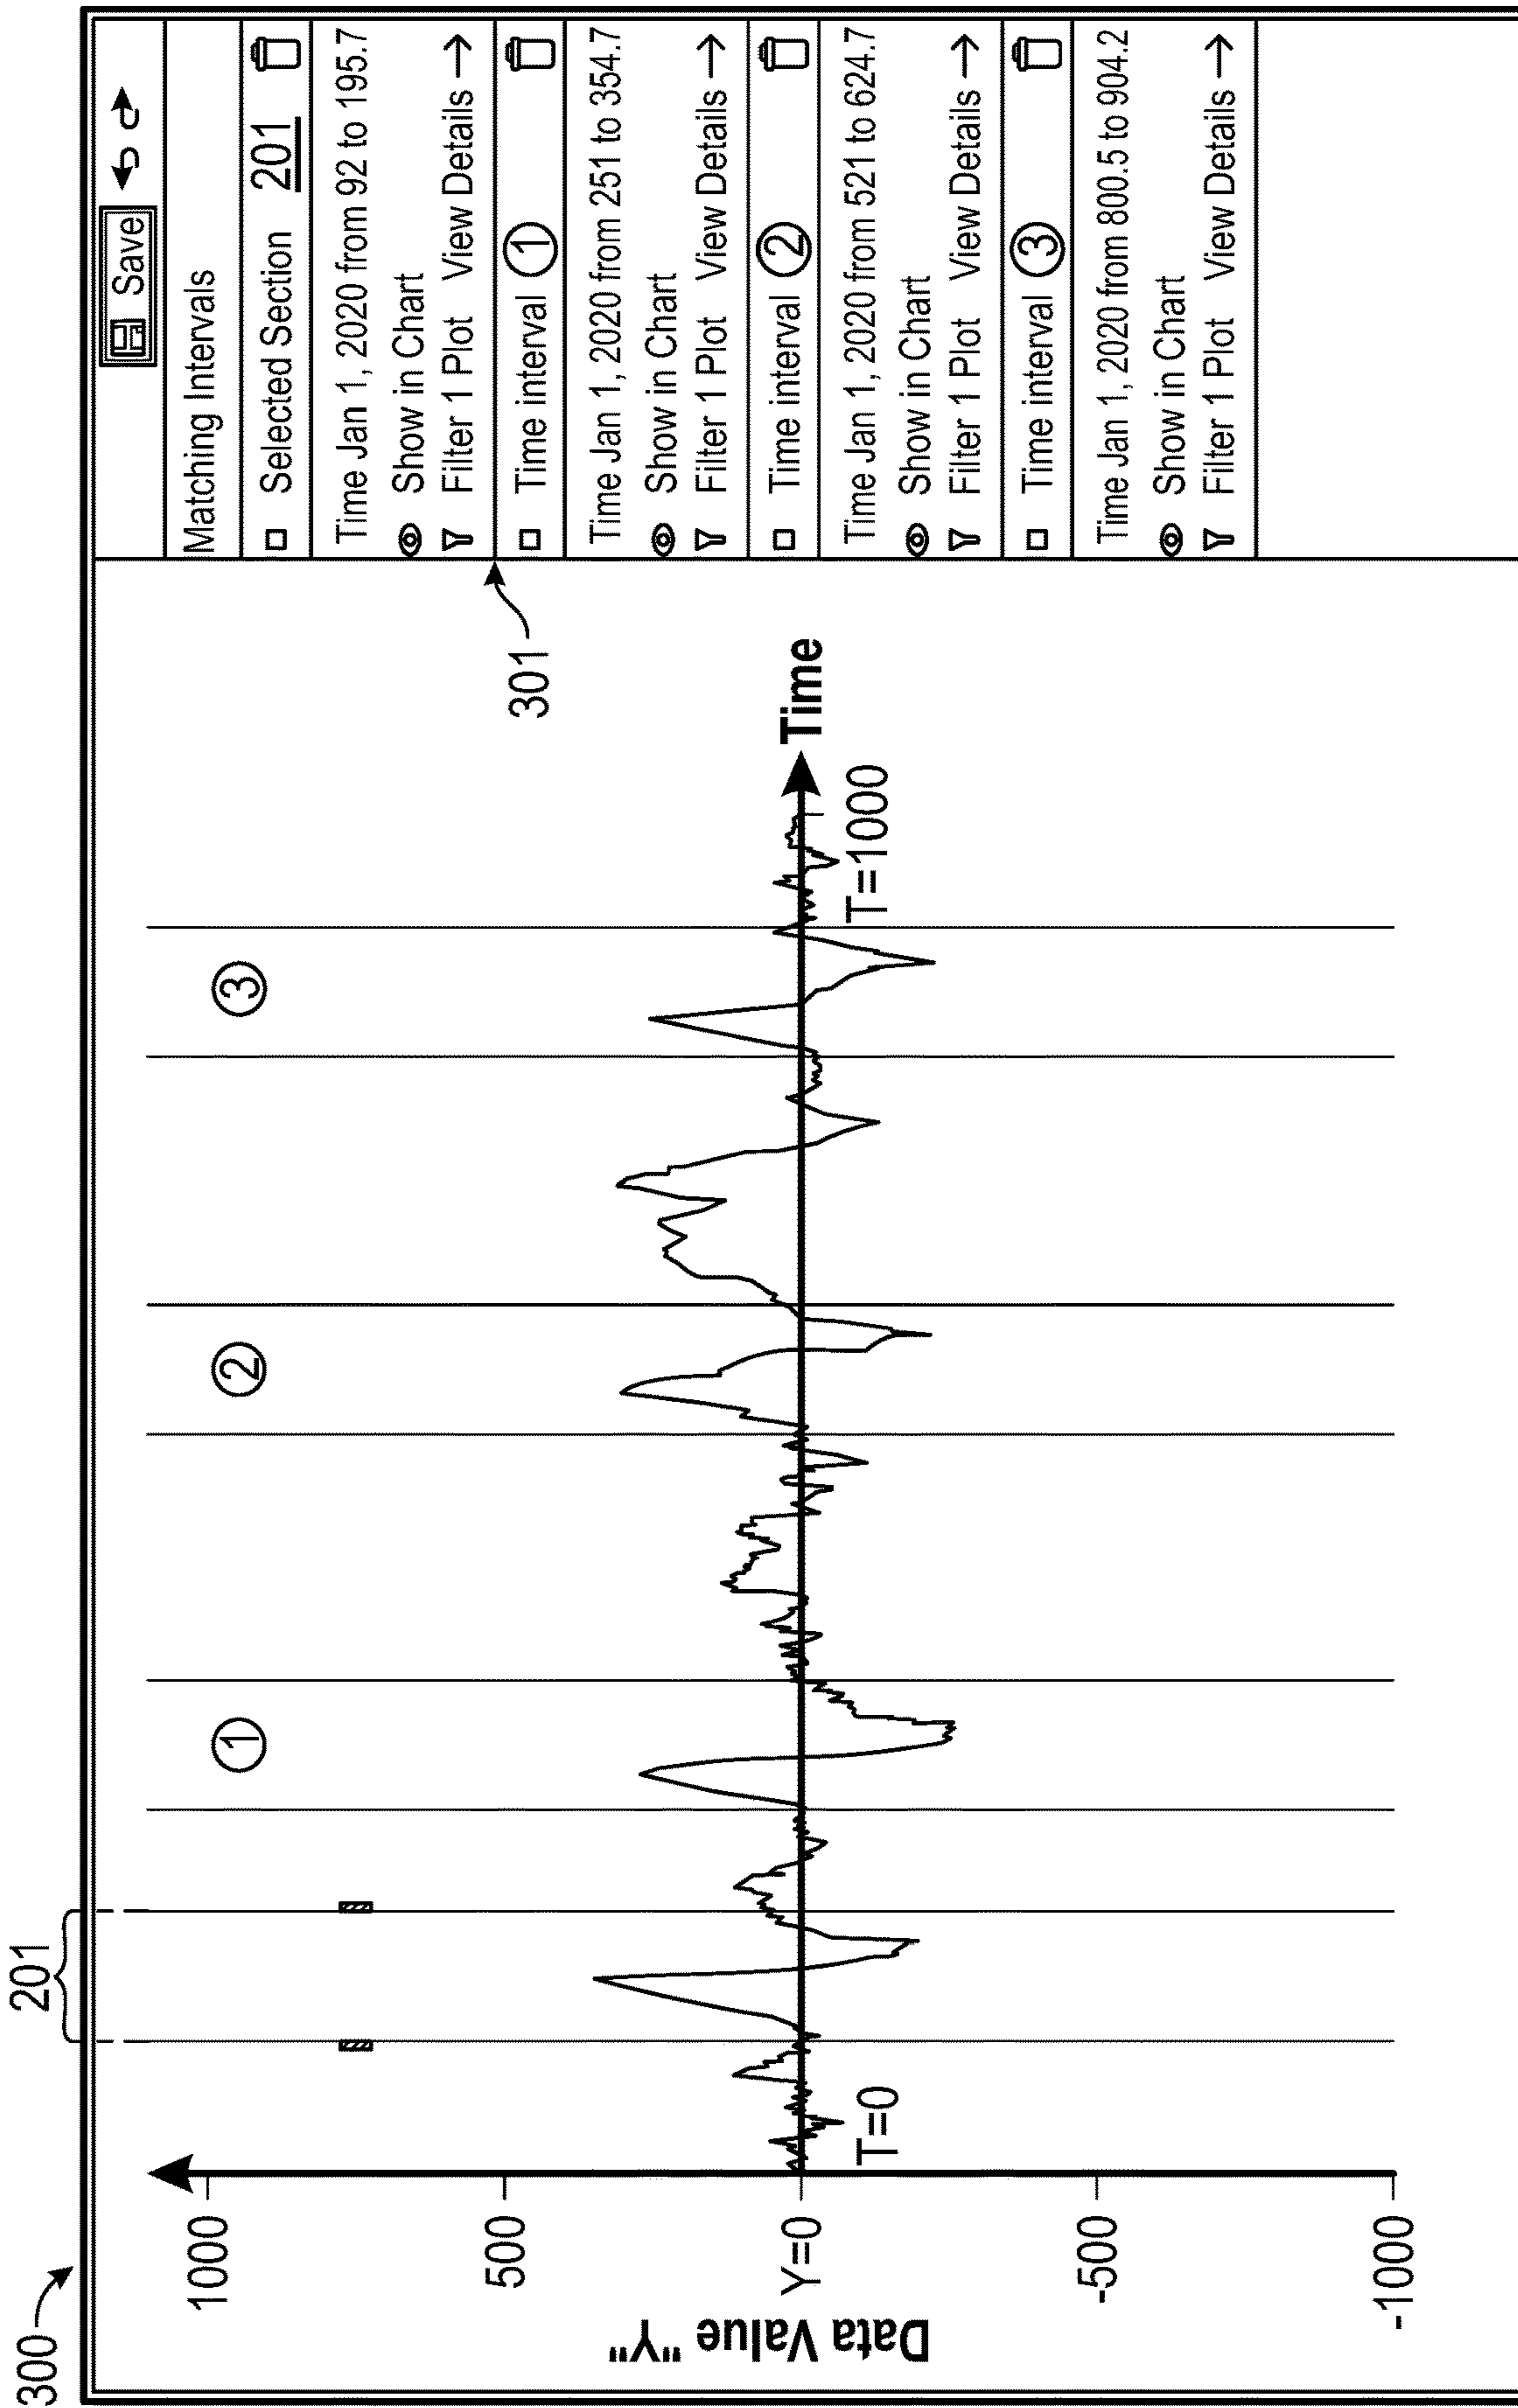 300
201
1000
500
Y=0
-500
-1000
Data Value "Y"
T=0
T=1000
Time
1
2
3
301
Save
Matching Intervals
Selected Section 201
Time Jan 1, 2020 from 92 to 195.7
Show in Chart
Filter 1 Plot View Details →
Time interval 1
Time Jan 1, 2020 from 251 to 354.7
Show in Chart
Filter 1 Plot View Details →
Time interval 2
Time Jan 1, 2020 from 521 to 624.7
Show in Chart
Filter 1 Plot View Details →
Time interval 3
Time Jan 1, 2020 from 800.5 to 904.2
Show in Chart
Filter 1 Plot View Details →